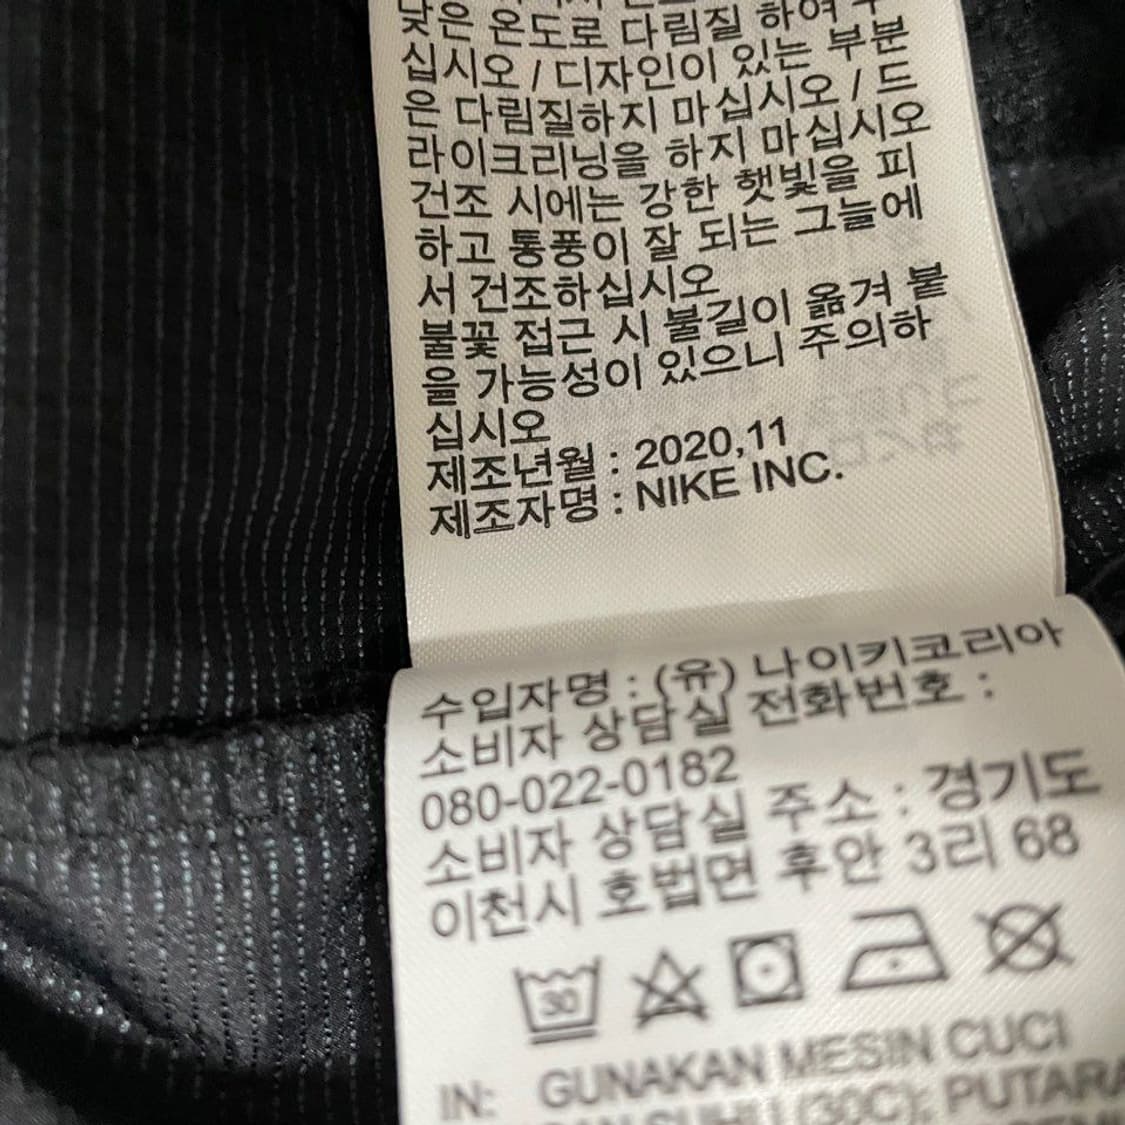 낮은 온도로 다림질 하여 주
십시오 / 디자인이 있는 부분
은 다림질하지 마십시오 / 드
라이크리닝을 하지 마십시오
건조 시에는 강한 햇빛을 피
하고 통풍이 잘 되는 그늘에
서 건조하십시오
불꽃 접근 시 불길이 옮겨 붙
을 가능성이 있으니 주의하
십시오
제조년월 : 2020,11
제조자명 : NIKE INC.
수입자명 : (유) 나이키코리아
소비자 상담실 전화번호 :
080-022-0182
소비자 상담실 주소 : 경기도
이천시 호법면 후안 3리 68
30
IN: GUNAKAN MESIN CUCI
SUHU (30C); PUTARA